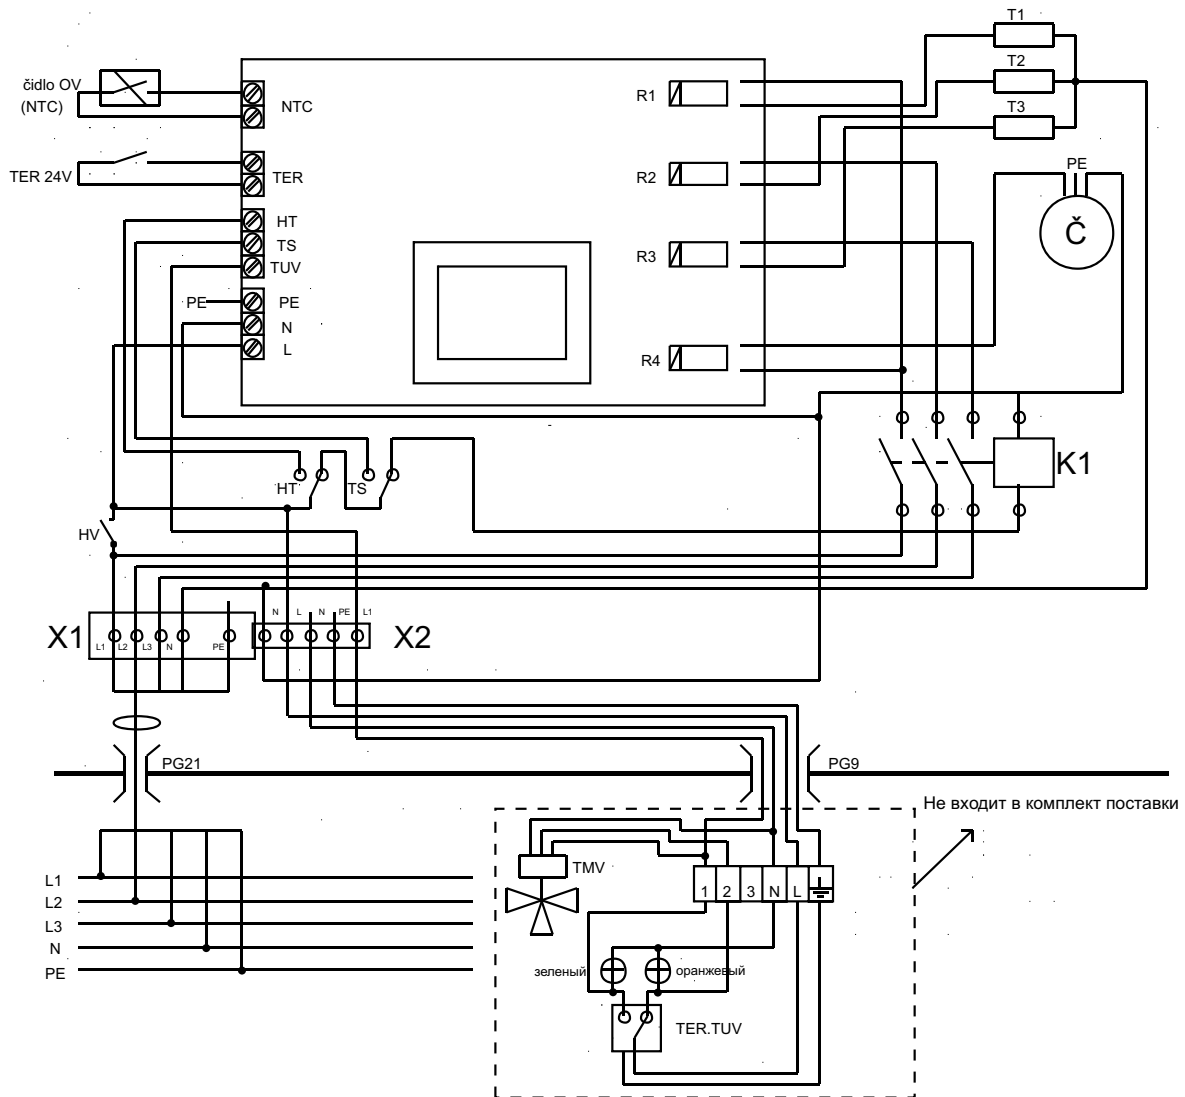 T1
T2
T3
čidlo OV
(NTC)
NTC
R1
TER 24V
TER
R2
PE
Č
HT
TS
TUV
R3
PE
PE
N
L
R4
K1
HT
TS
HV
N
L
N
PE
L1
X1
L1
L2
L3
N
PE
X2
PG21
PG9
Не входит в комплект поставки
TMV
1
2
3
N
L
L1
L2
L3
N
PE
зеленый
оранжевый
TER.TUV